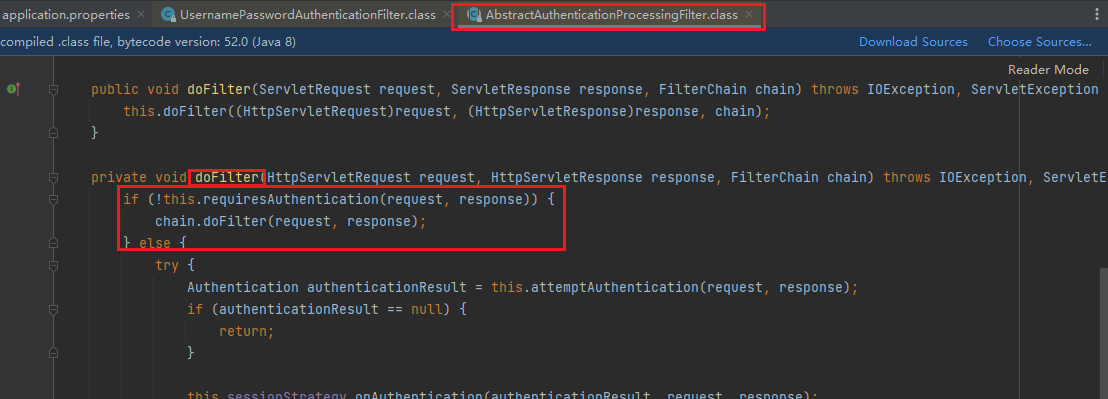 application.properties UsernamePasswordAuthenticationFilter.class AbstractAuthenticationProcessingFilter.class
compiled .class file, bytecode version: 52.0 (Java 8) Download Sources Choose Sources...
Reader Mode
public void doFilter(ServletRequest request, ServletResponse response, FilterChain chain) throws IOException, ServletException
this.doFilter((HttpServletRequest)request, (HttpServletResponse)response, chain);
}
private void doFilter(HttpServletRequest request, HttpServletResponse response, FilterChain chain) throws IOException, ServletE
if (!this.requiresAuthentication(request, response)) {
chain.doFilter(request, response);
} else {
try {
Authentication authenticationResult = this.attemptAuthentication(request, response);
if (authenticationResult == null) {
return;
}
this.sessionStrategy.onAuthentication(authenticationResult, request, response);